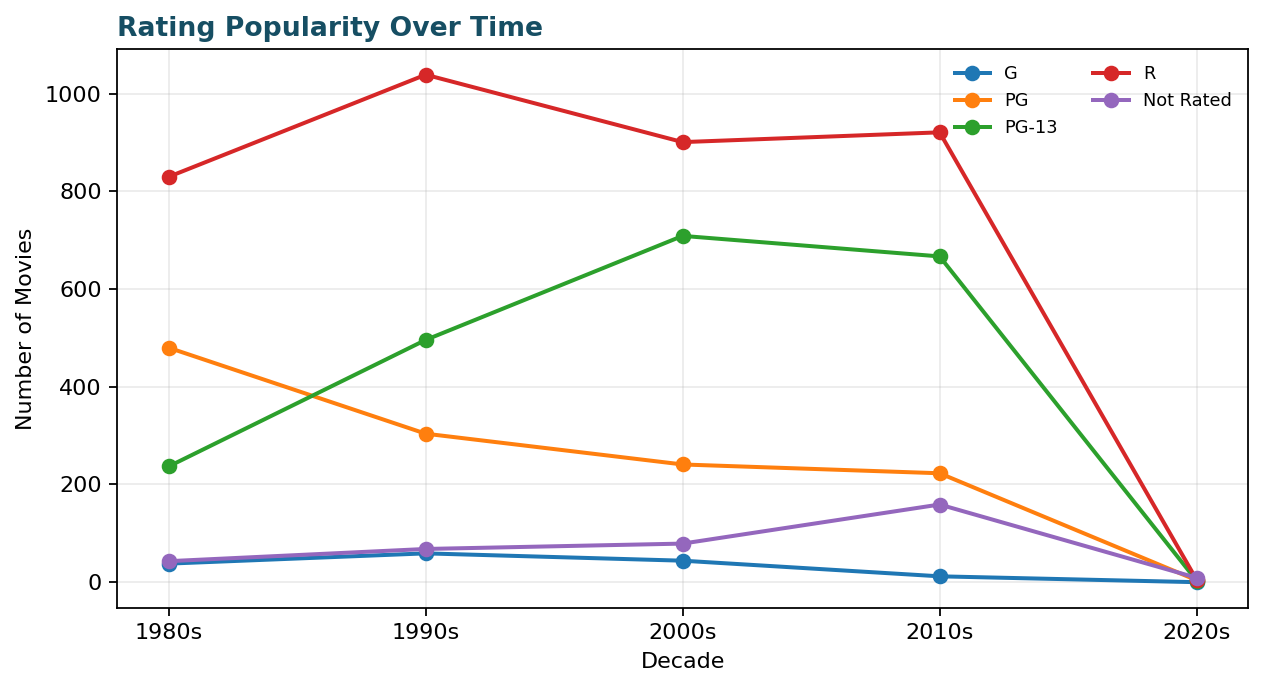 Rating Popularity Over Time
G
PG
PG-13
R
Not Rated
Number of Movies
1000
800
600
400
200
0
1980s
1990s
2000s
2010s
2020s
Decade